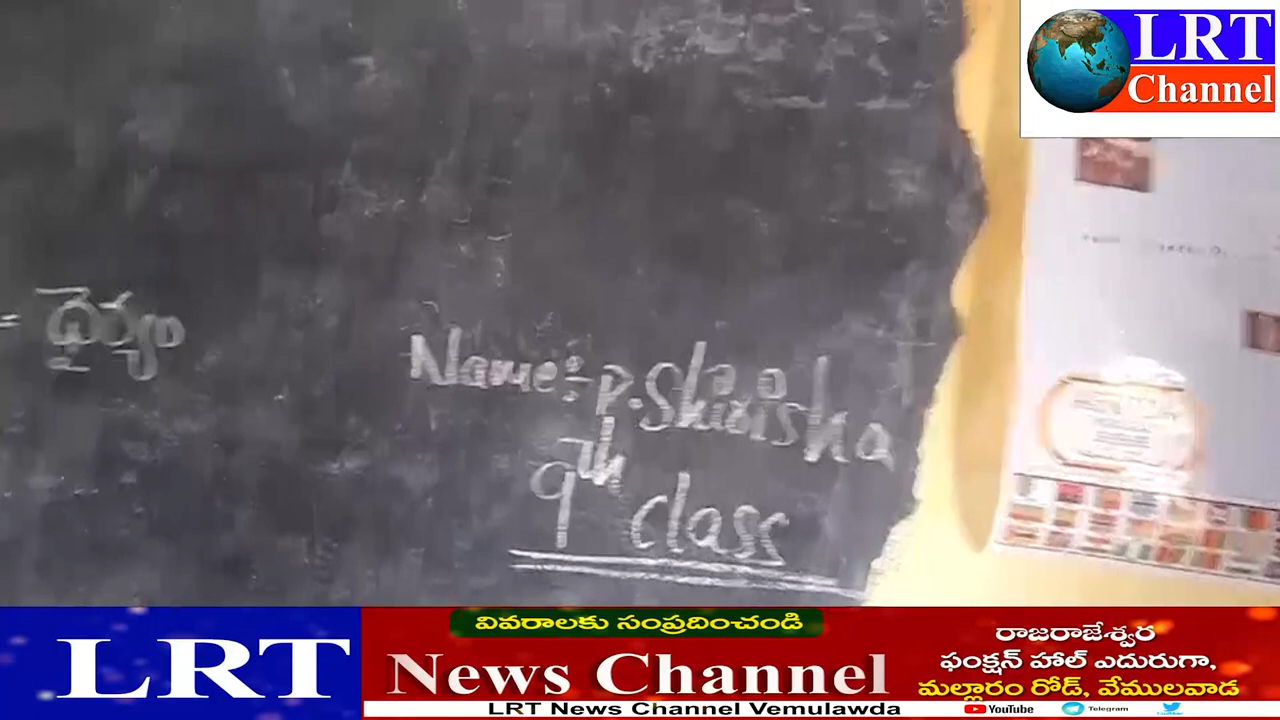 LRT
Channel
= ధైర్యం
Name:- P. Shirisha
9th class
LRT
వివరాలకు సంప్రదించండి
News Channel
LRT News Channel Vemulawda
రాజరాజేశ్వర
ఫంక్షన్ హాల్ ఎదురుగా,
మల్లారం రోడ్, వేములవాడ
YouTube Telegram Twitter